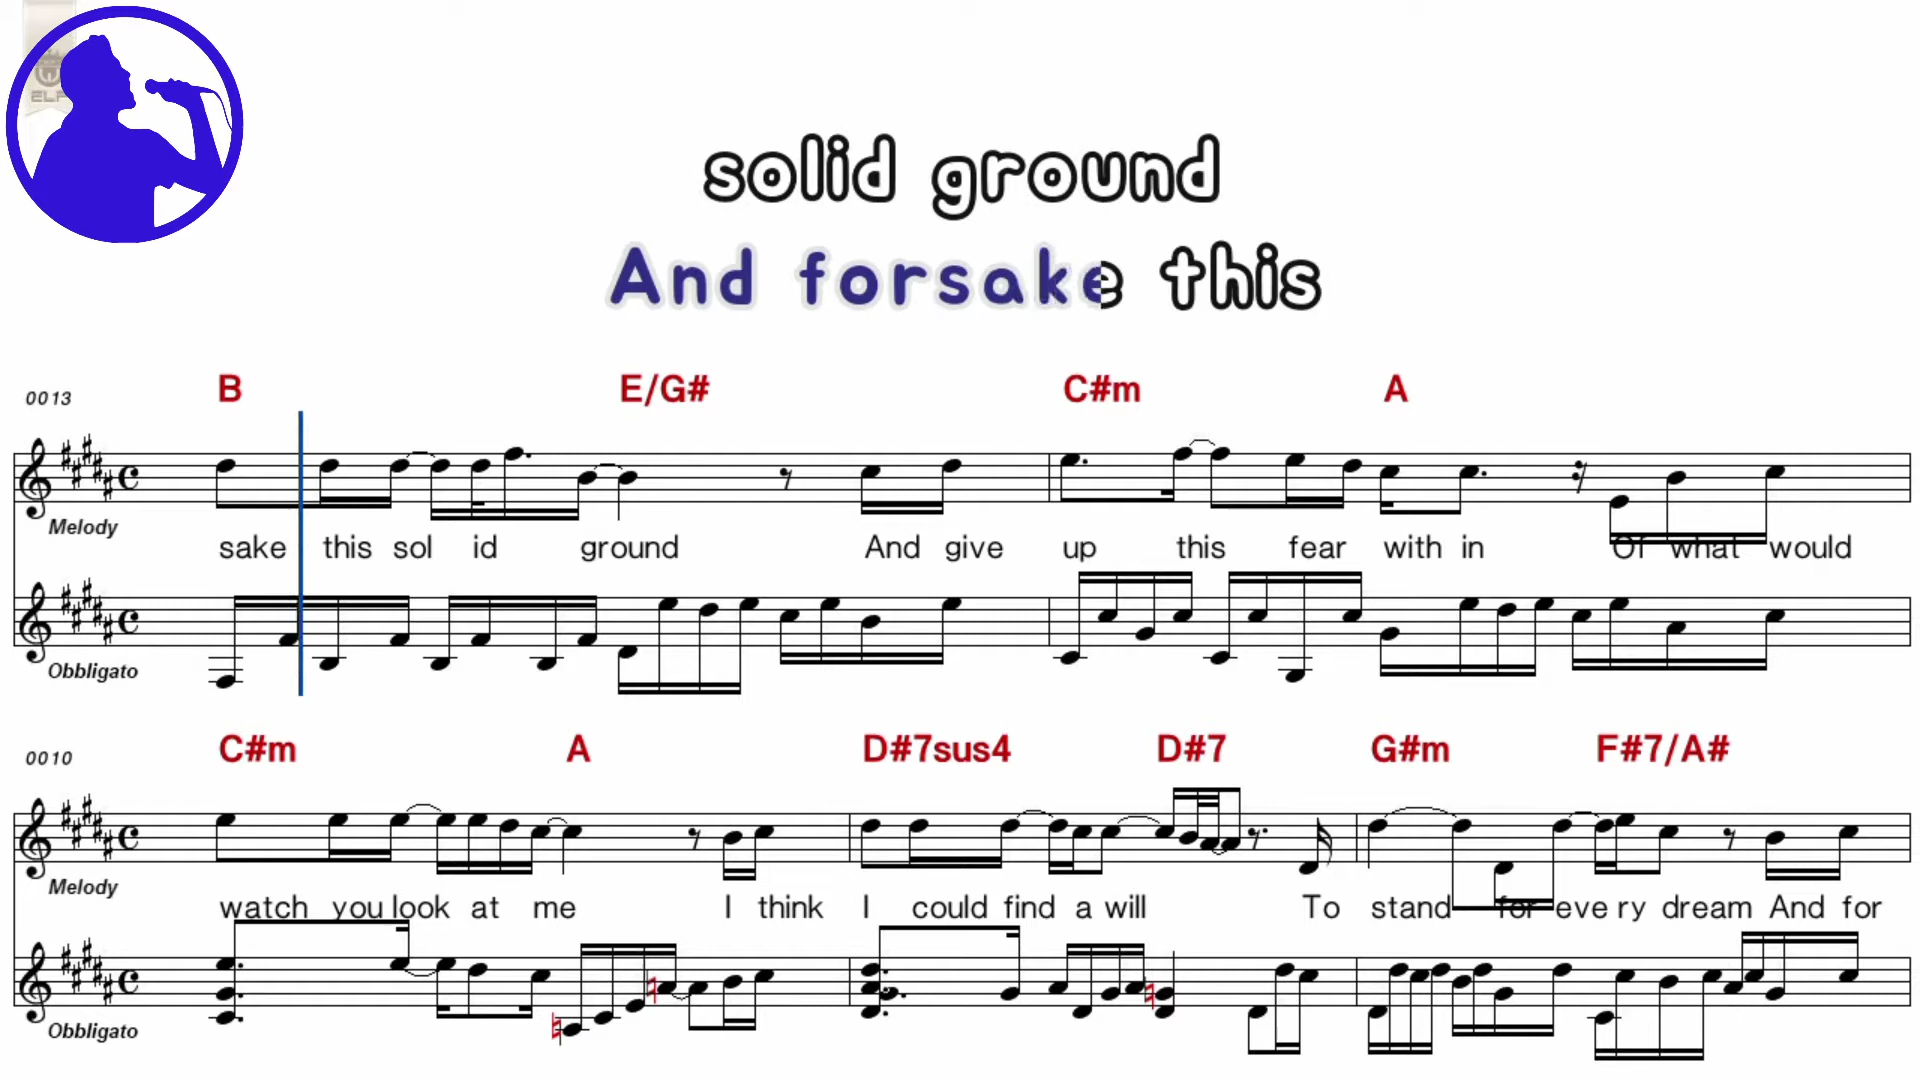 ELF
solid ground
And forsake this
0013 B E/G# C#m A
Melody
sake this sol id ground And give up this fear with in Of what would
Obbligato
0010 C#m A D#7sus4 D#7 G#m F#7/A#
Melody
watch you look at me I think I could find a will To stand for eve ry dream And for
Obbligato